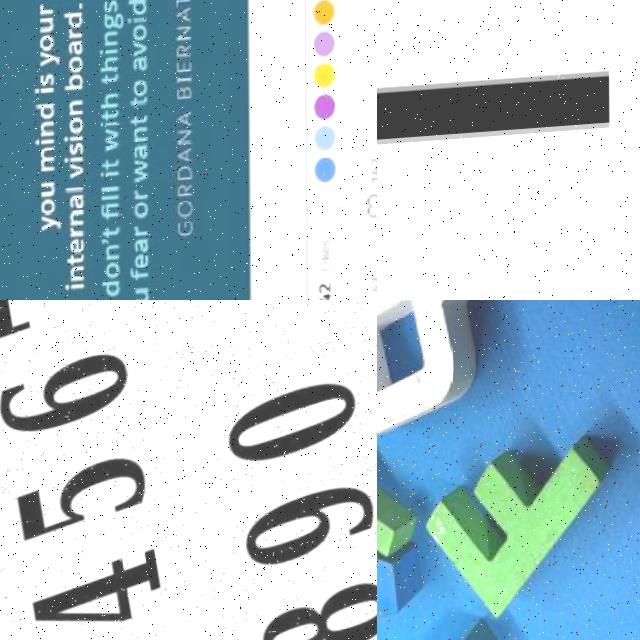 you mind is your
internal vision board.
don't fill it with things
u fear or want to avoid
GORDANA BIERNAT
4 5 6
8 9 0
F